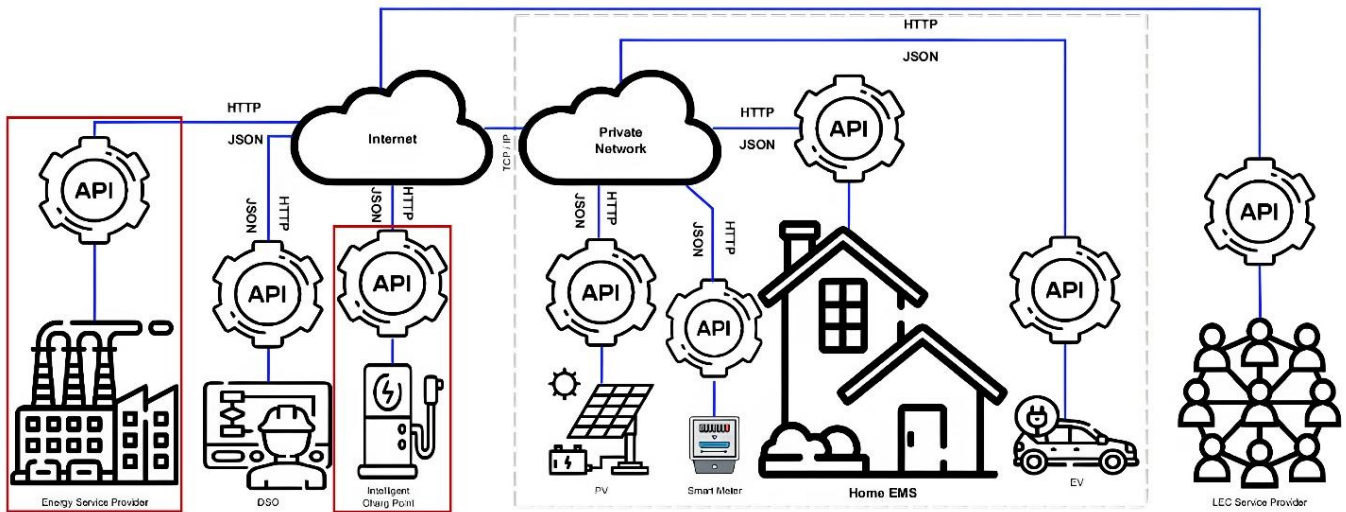 HTTP
JSON
HTTP
JSON
Internet
TCP / IP
Private
Network
HTTP
JSON
API
API
API
HTTP
JSON
HTTP
JSON
HTTP
JSON
HTTP
JSON
API
API
API
API
API
Energy Service Provider
DSO
Intelligent
Charg Point
PV
Smart Meter
Home EMS
EV
LEC Service Provider